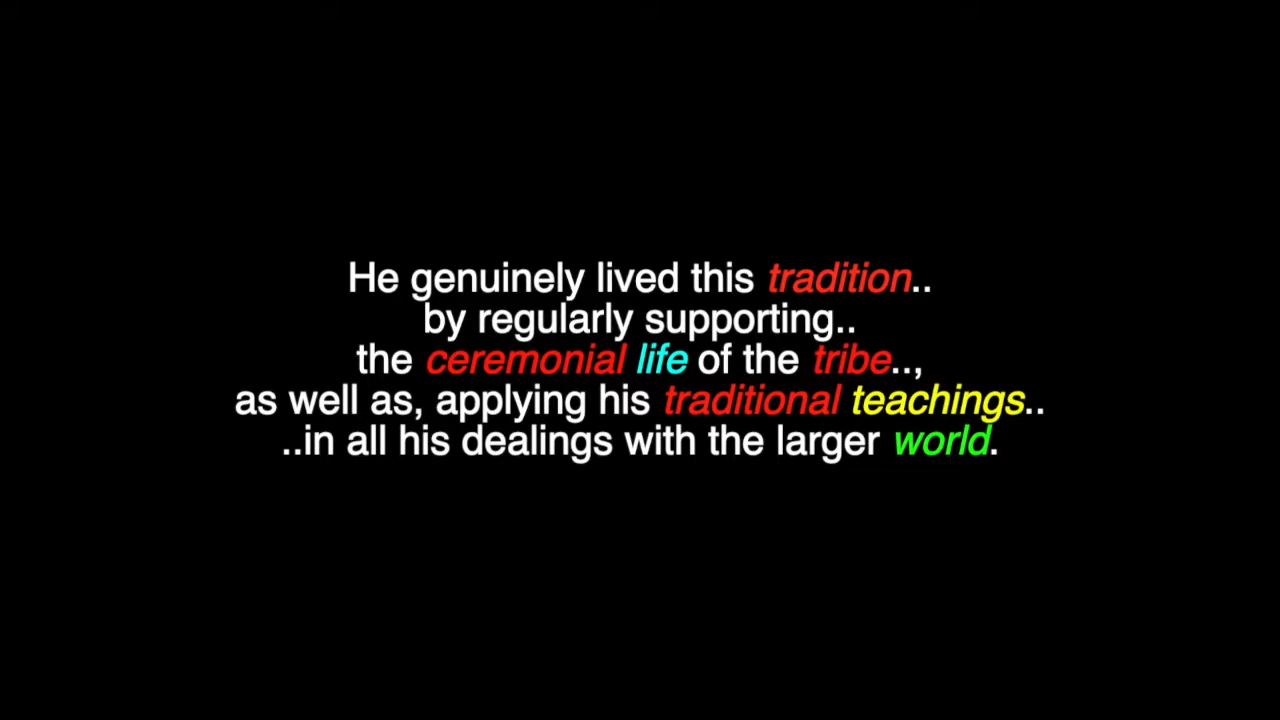 He genuinely lived this tradition..
by regularly supporting..
the ceremonial life of the tribe..,
as well as, applying his traditional teachings..
..in all his dealings with the larger world.